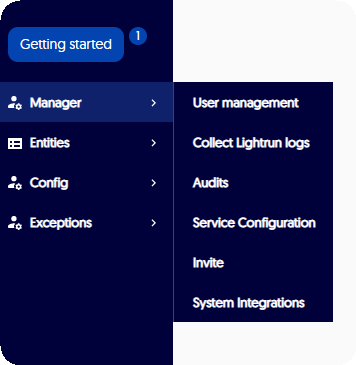 Getting started
1
Manager
Entities
Config
Exceptions
User management
Collect Lightrun logs
Audits
Service Configuration
Invite
System Integrations